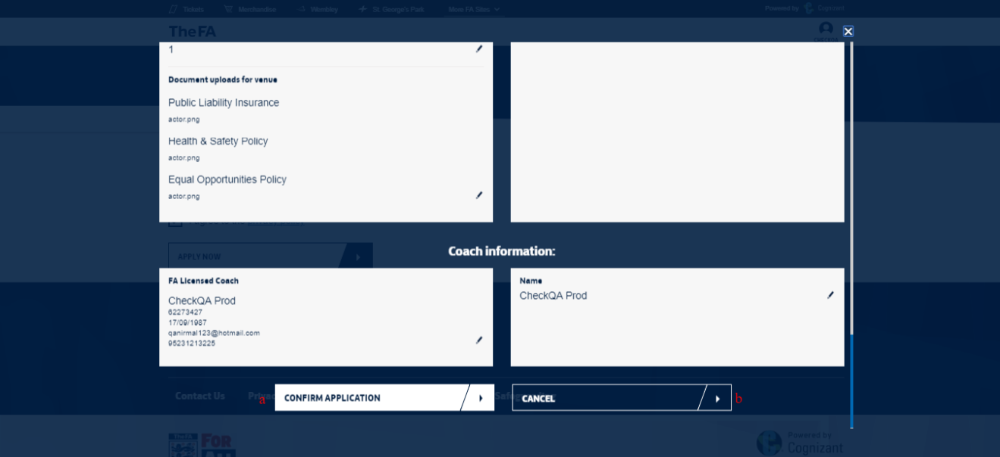 Tickets Merchandise Wembley St. George's Park More FA Sites Powered by Cognizant
TheFA
1
Document uploads for venue
Public Liability Insurance
actor.png
Health & Safety Policy
actor.png
Equal Opportunities Policy
actor.png
APPLY NOW
Coach information:
FA Licensed Coach
CheckQA Prod
62273427
17/09/1987
qanirmal123@hotmail.com
95231213225
Name
CheckQA Prod
Contact Us
a CONFIRM APPLICATION
CANCEL b
TheFA FOR
Powered by
Cognizant